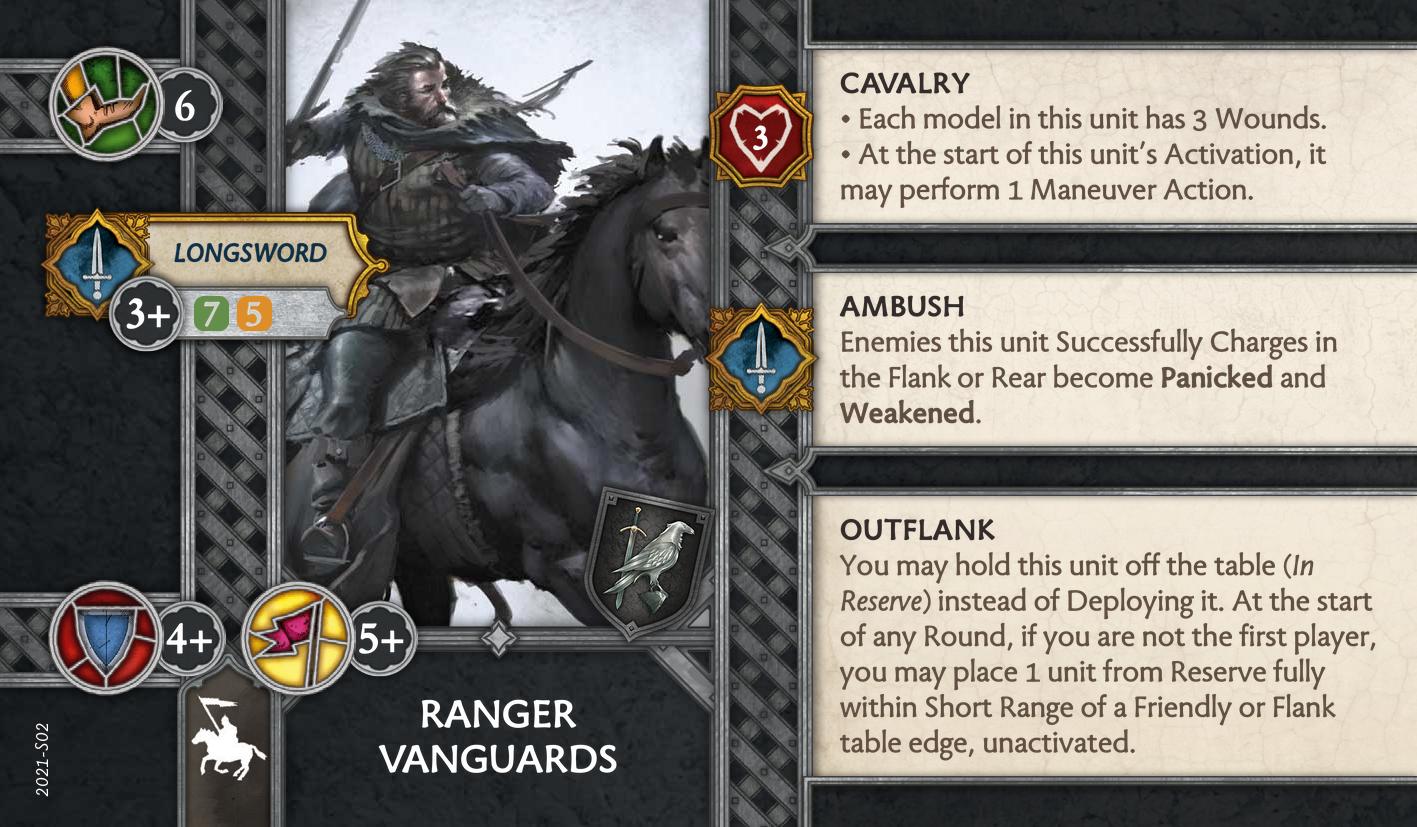 6
LONGSWORD
3+ 7 5
4+ 5+
RANGER
VANGUARDS
2021-S02
3
CAVALRY
• Each model in this unit has 3 Wounds.
• At the start of this unit's Activation, it
may perform 1 Maneuver Action.
AMBUSH
Enemies this unit Successfully Charges in
the Flank or Rear become Panicked and
Weakened.
OUTFLANK
You may hold this unit off the table (In
Reserve) instead of Deploying it. At the start
of any Round, if you are not the first player,
you may place 1 unit from Reserve fully
within Short Range of a Friendly or Flank
table edge, unactivated.